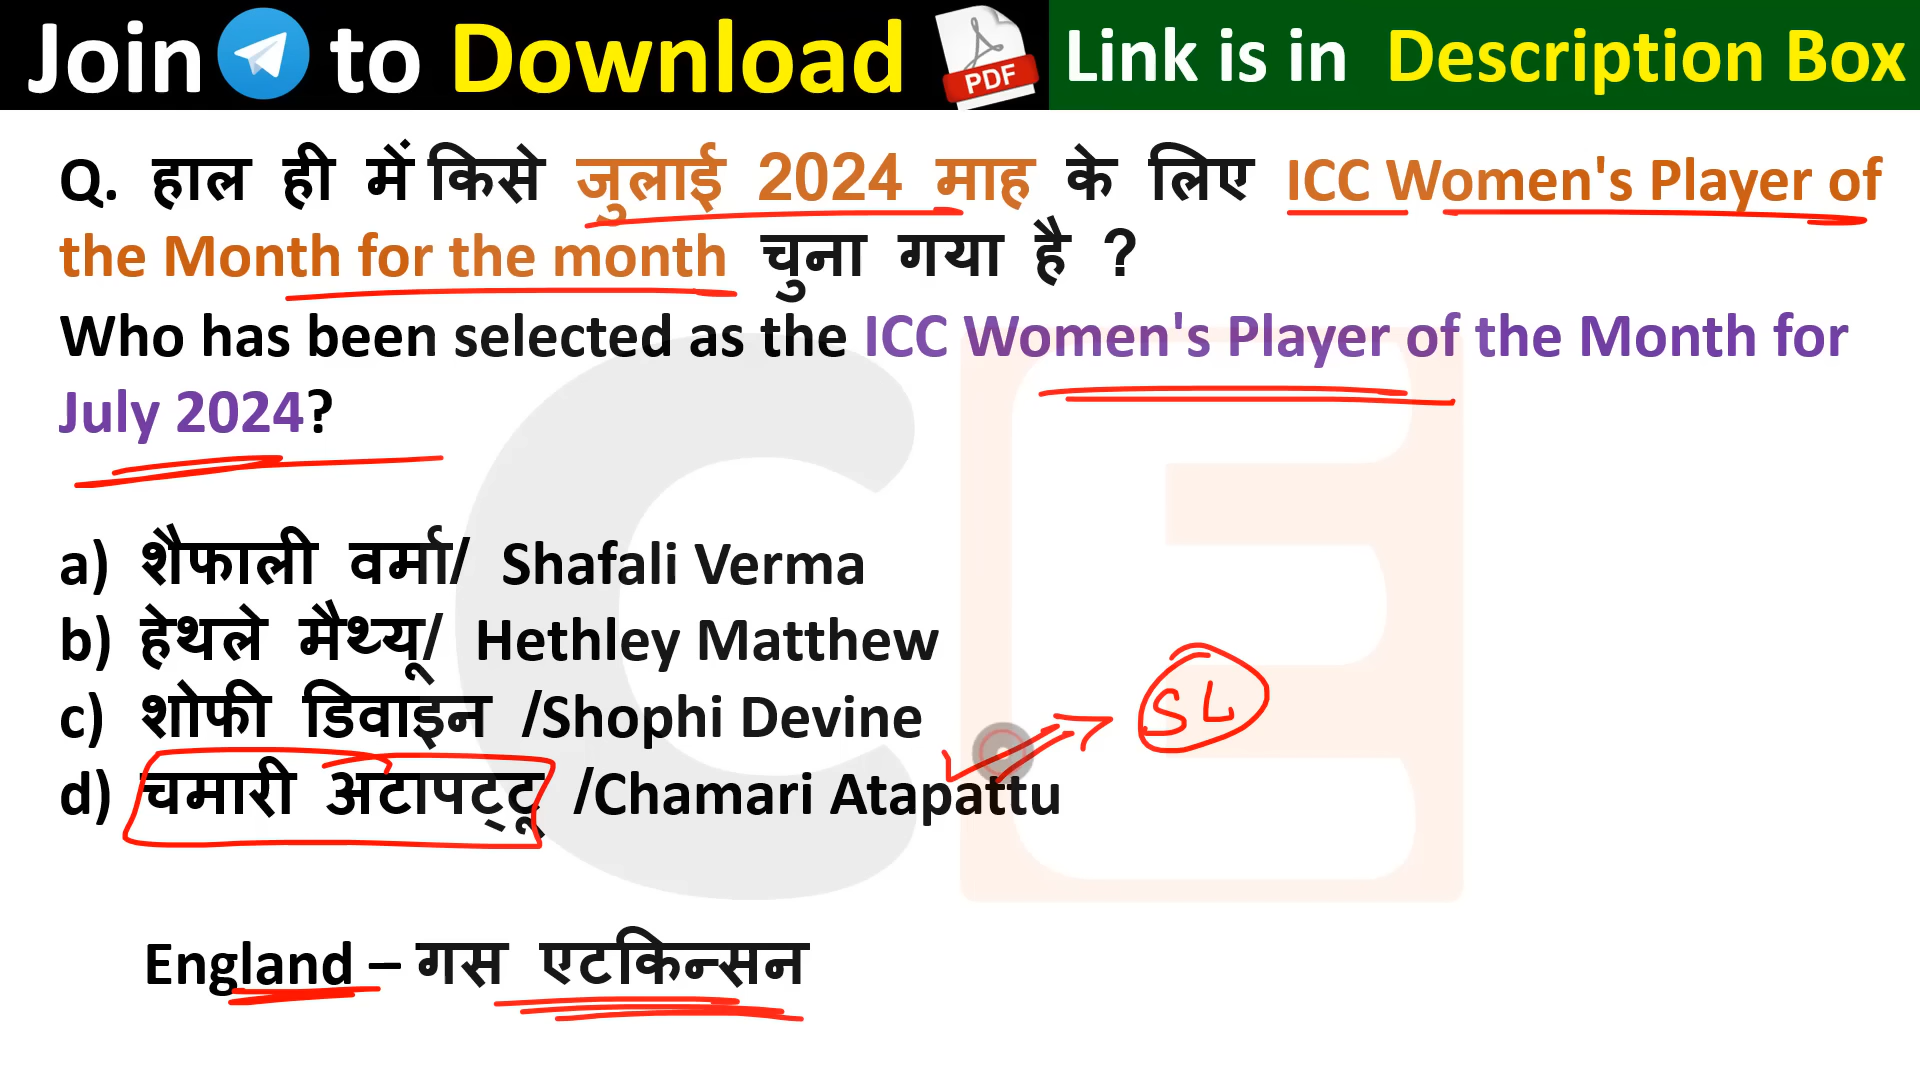 Join to Download PDF Link is in Description Box
Q. हाल ही में किसे जुलाई 2024 माह के लिए ICC Women's Player of
the Month for the month चुना गया है ?
Who has been selected as the ICC Women's Player of the Month for
July 2024?
a) शैफाली वर्मा/ Shafali Verma
b) हेथले मैथ्यू/ Hethley Matthew
c) शोफी डिवाइन /Shophi Devine
SL
d) चमारी अटापट्टू /Chamari Atapattu
CE
England – गस एटकिन्सन